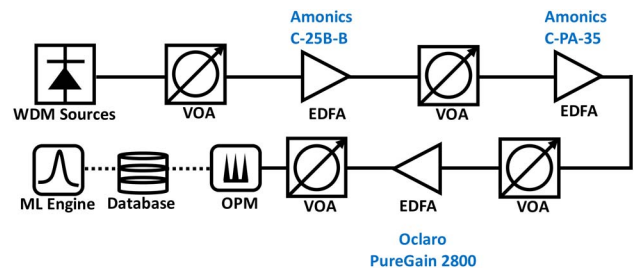 Amonics
C-25B-B
Amonics
C-PA-35
WDM Sources
VOA
EDFA
VOA
EDFA
ML Engine
Database
OPM
VOA
EDFA
VOA
Oclaro
PureGain 2800